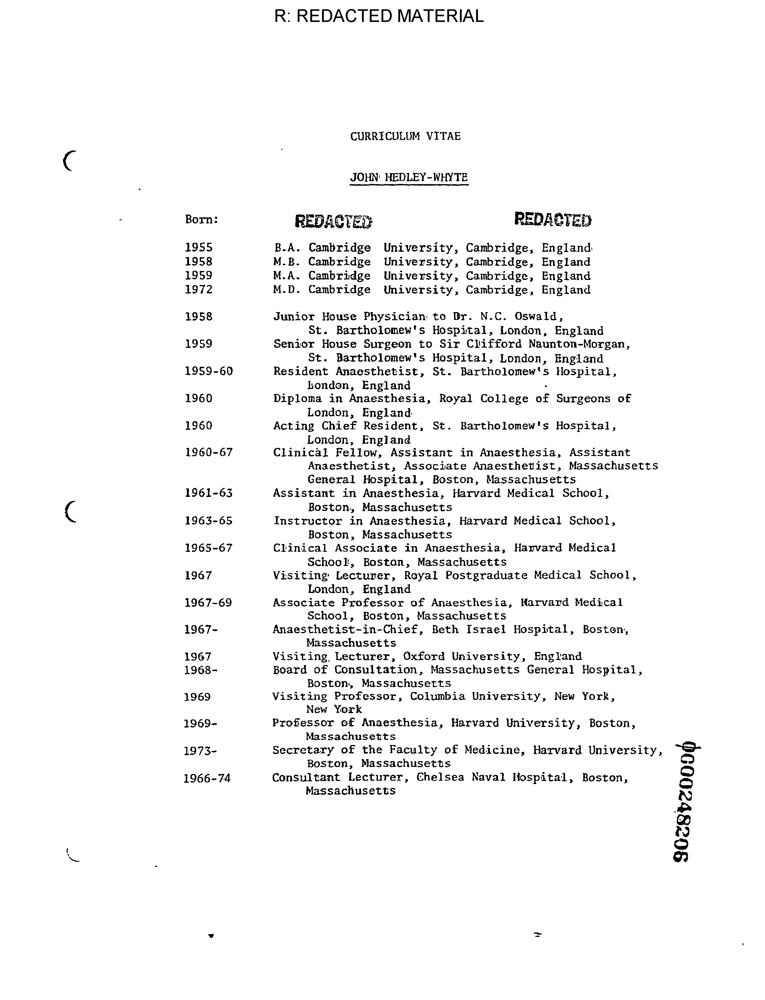 R: REDACTED MATERIAL
CURRICULUM VITAE
JOHN HEDLEY-WHYTE
Born: REDACTED REDACTED
1955 B.A. Cambridge University, Cambridge, England
1958 M.B. Cambridge University, Cambridge, England
1959 M.A. Cambridge University, Cambridge, England
1972 M.D. Cambridge University, Cambridge, England
1958 Junior House Physician to Dr. N.C. Oswald,
St. Bartholomew's Hospital, London, England
1959 Senior House Surgeon to Sir Clifford Naunton-Morgan,
St. Bartholomew's Hospital, London, England
1959-60 Resident Anaesthetist, St. Bartholomew's Hospital,
London, England
1960 Diploma in Anaesthesia, Royal College of Surgeons of
London, England
1960 Acting Chief Resident, St. Bartholomew's Hospital,
London, England
1960-67 Clinical Fellow, Assistant in Anaesthesia, Assistant
Anaesthetist, Associate Anaesthetist, Massachusetts
General Hospital, Boston, Massachusetts
1961-63 Assistant in Anaesthesia, Harvard Medical School,
Boston, Massachusetts
1963-65 Instructor in Anaesthesia, Harvard Medical School,
Boston, Massachusetts
1965-67 Clinical Associate in Anaesthesia, Harvard Medical
School, Boston, Massachusetts
1967 Visiting Lecturer, Royal Postgraduate Medical School,
London, England
1967-69 Associate Professor of Anaesthesia, Harvard Medical
School, Boston, Massachusetts
1967- Anaesthetist-in-Chief, Beth Israel Hospital, Boston,
Massachusetts
1967 Visiting Lecturer, Oxford University, England
1968- Board of Consultation, Massachusetts General Hospital,
Boston, Massachusetts
1969 Visiting Professor, Columbia University, New York,
New York
1969- Professor of Anaesthesia, Harvard University, Boston,
Massachusetts
1973- Secretary of the Faculty of Medicine, Harvard University,
Boston, Massachusetts
1966-74 Consultant Lecturer, Chelsea Naval Hospital, Boston,
Massachusetts
0000248206